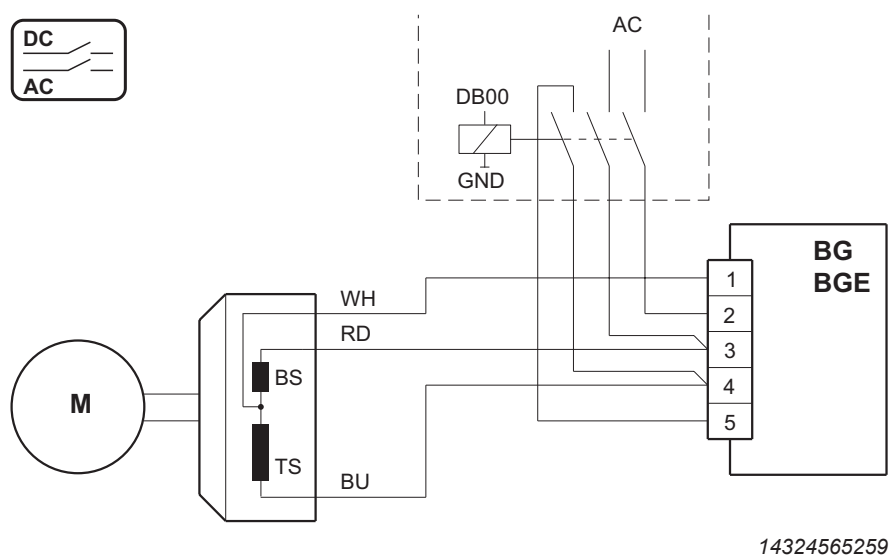 DC
AC
AC
DB00
GND
BG
BGE
WH
RD
BS
TS
BU
M
1
2
3
4
5
14324565259